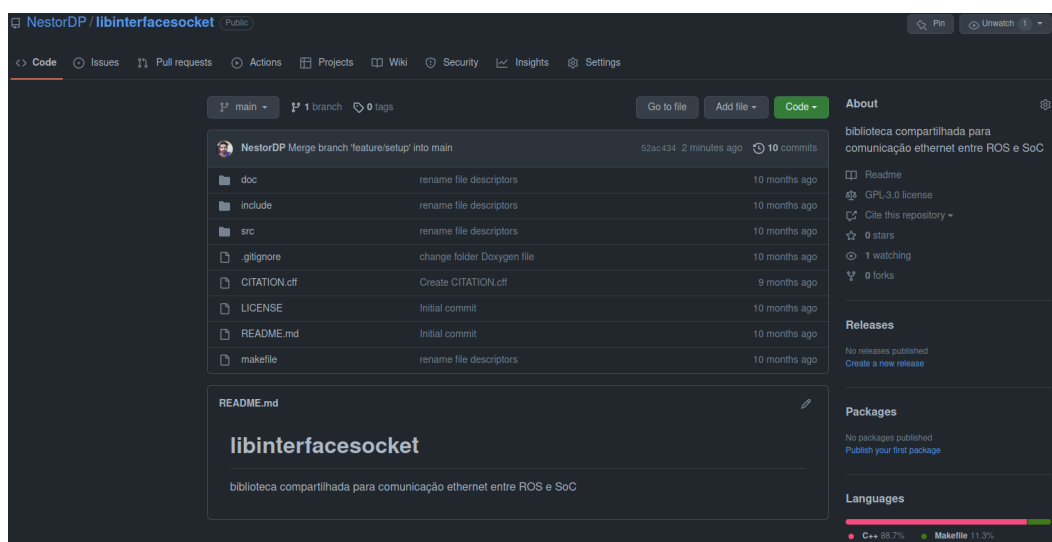 NestorDP / libinterfacesocket Public
Pin
Unwatch 1
Code Issues Pull requests Actions Projects Wiki Security Insights Settings
main 1 branch 0 tags
Go to file Add file Code
NestorDP Merge branch 'feature/setup' into main 52ac434 2 minutes ago 10 commits
doc rename file descriptors 10 months ago
include rename file descriptors 10 months ago
src rename file descriptors 10 months ago
.gitignore change folder Doxygen file 10 months ago
CITATION.cff Create CITATION.cff 9 months ago
LICENSE Initial commit 10 months ago
README.md Initial commit 10 months ago
makefile rename file descriptors 10 months ago
README.md
libinterfacesocket
biblioteca compartilhada para comunicação ethernet entre ROS e SoC
About
biblioteca compartilhada para
comunicação ethernet entre ROS e SoC
Readme
GPL-3.0 license
Cite this repository
0 stars
1 watching
0 forks
Releases
No releases published
Create a new release
Packages
No packages published
Publish your first package
Languages
C++ 88.7% Makefile 11.3%